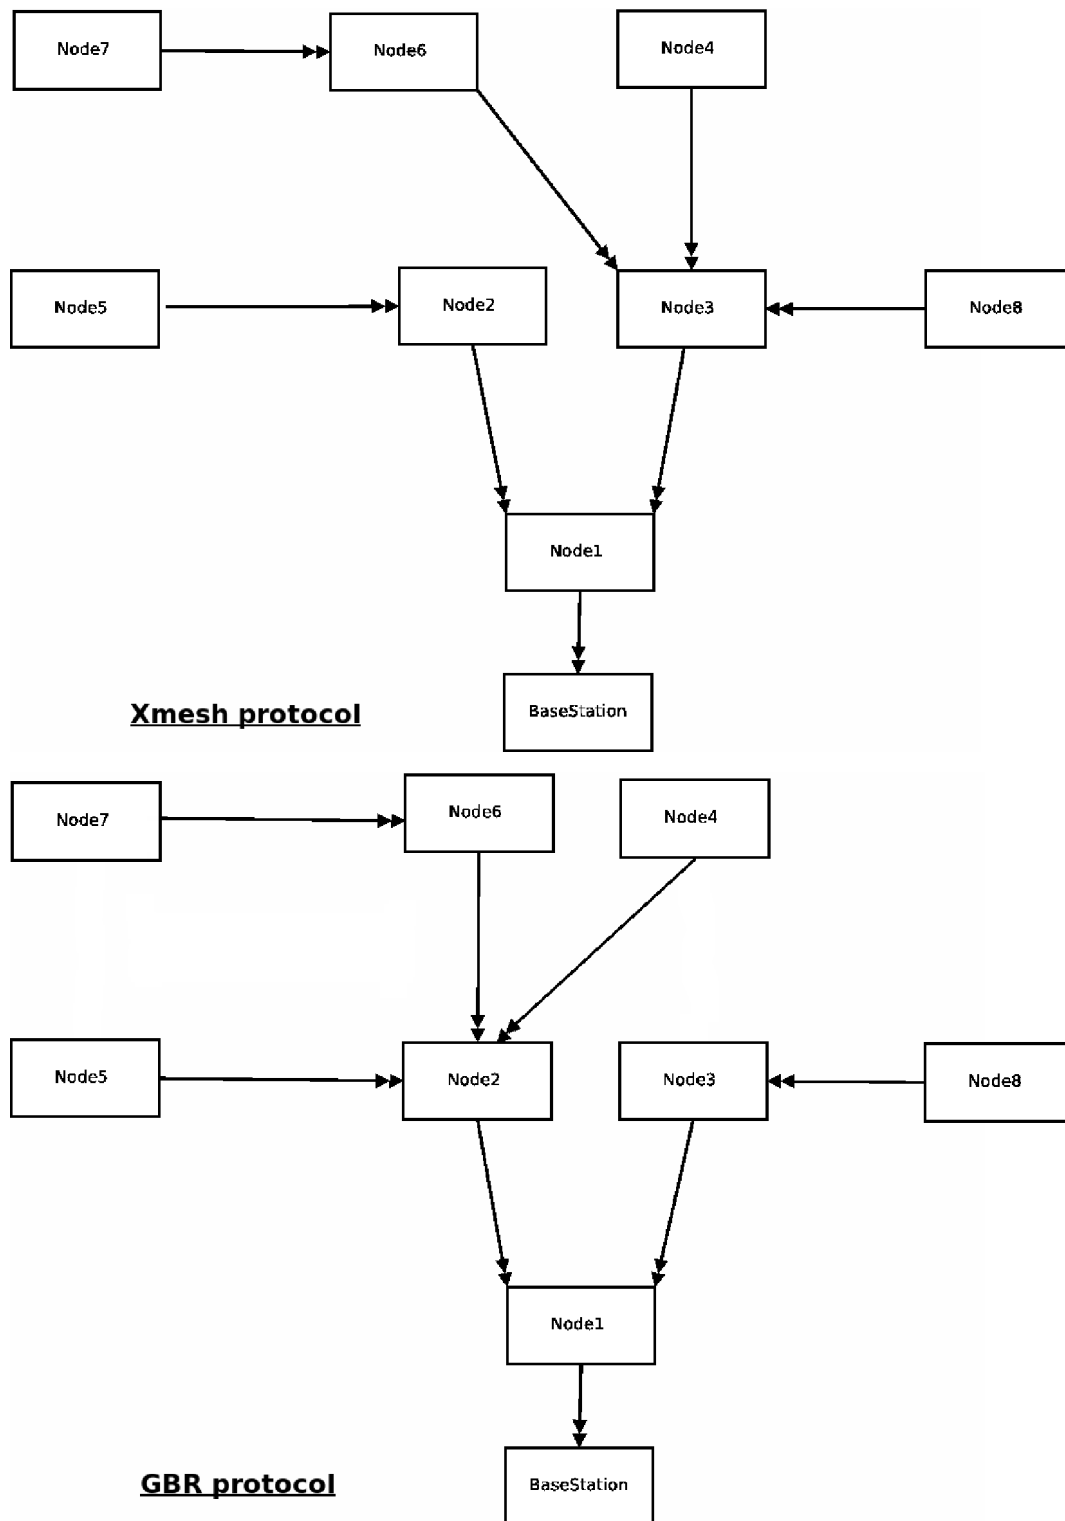 Node7
Node6
Node4
Node5
Node2
Node3
Node8
Node1
BaseStation
Xmesh protocol
Node7
Node6
Node4
Node5
Node2
Node3
Node8
Node1
BaseStation
GBR protocol